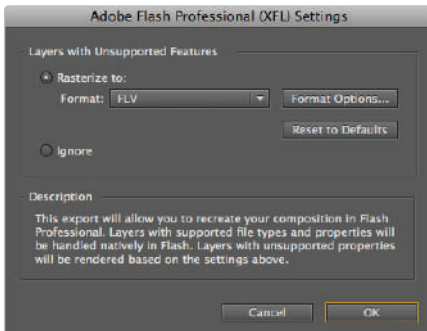 Adobe Flash Professional (XFL) Settings
Layers with Unsupported Features
Rasterize to:
Format: FLV Format Options...
Reset to Defaults
Ignore
Description
This export will allow you to recreate your composition in Flash
Professional. Layers with supported file types and properties will
be handled natively in Flash. Layers with unsupported properties
will be rendered based on the settings above.
Cancel OK